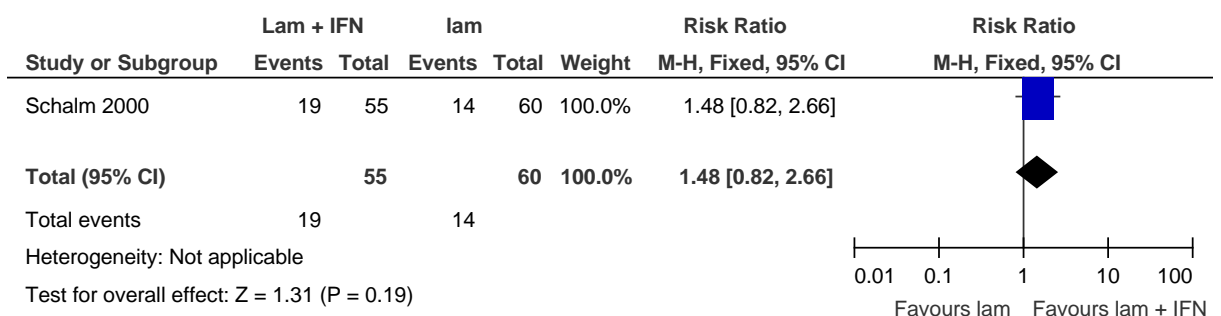 Lam + IFN lam Risk Ratio Risk Ratio
Study or Subgroup Events Total Events Total Weight M-H, Fixed, 95% CI M-H, Fixed, 95% CI
Schalm 2000 19 55 14 60 100.0% 1.48 [0.82, 2.66]
Total (95% CI) 55 60 100.0% 1.48 [0.82, 2.66]
Total events 19 14
Heterogeneity: Not applicable
Test for overall effect: Z = 1.31 (P = 0.19)
0.01 0.1 1 10 100
Favours lam Favours lam + IFN